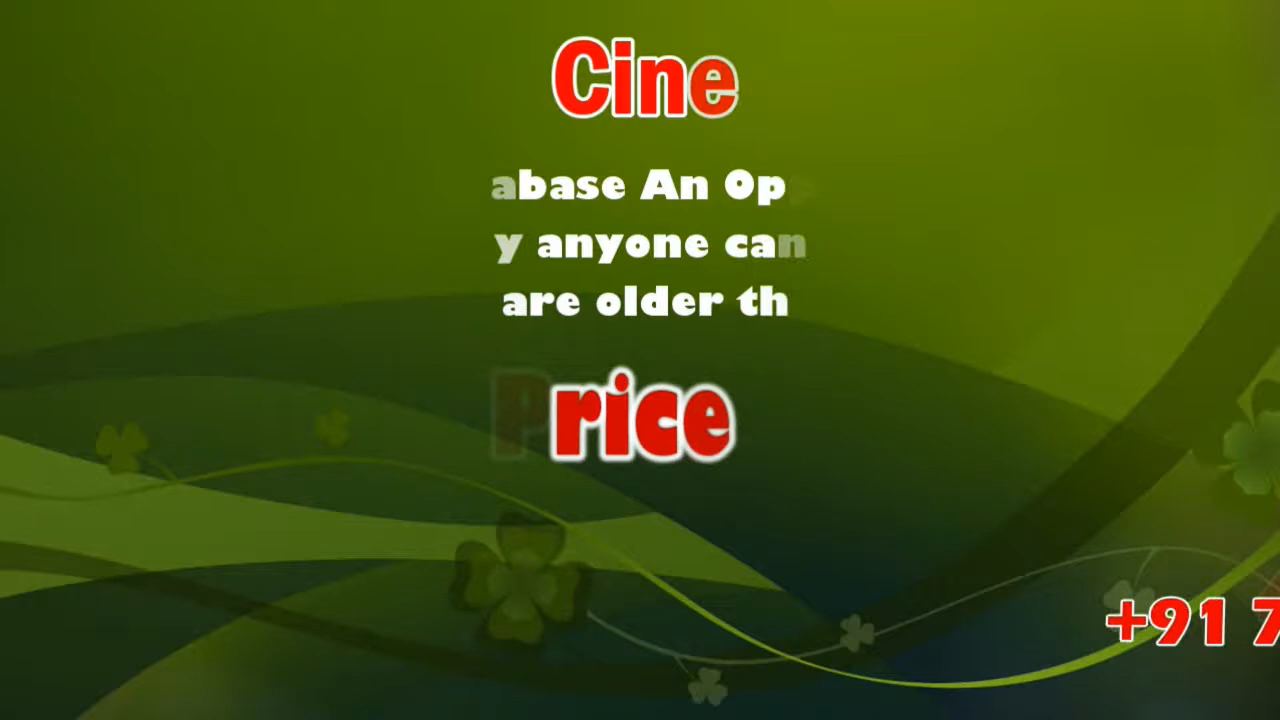 Cine
abase An Op
y anyone can
are older th
Price
+91 7